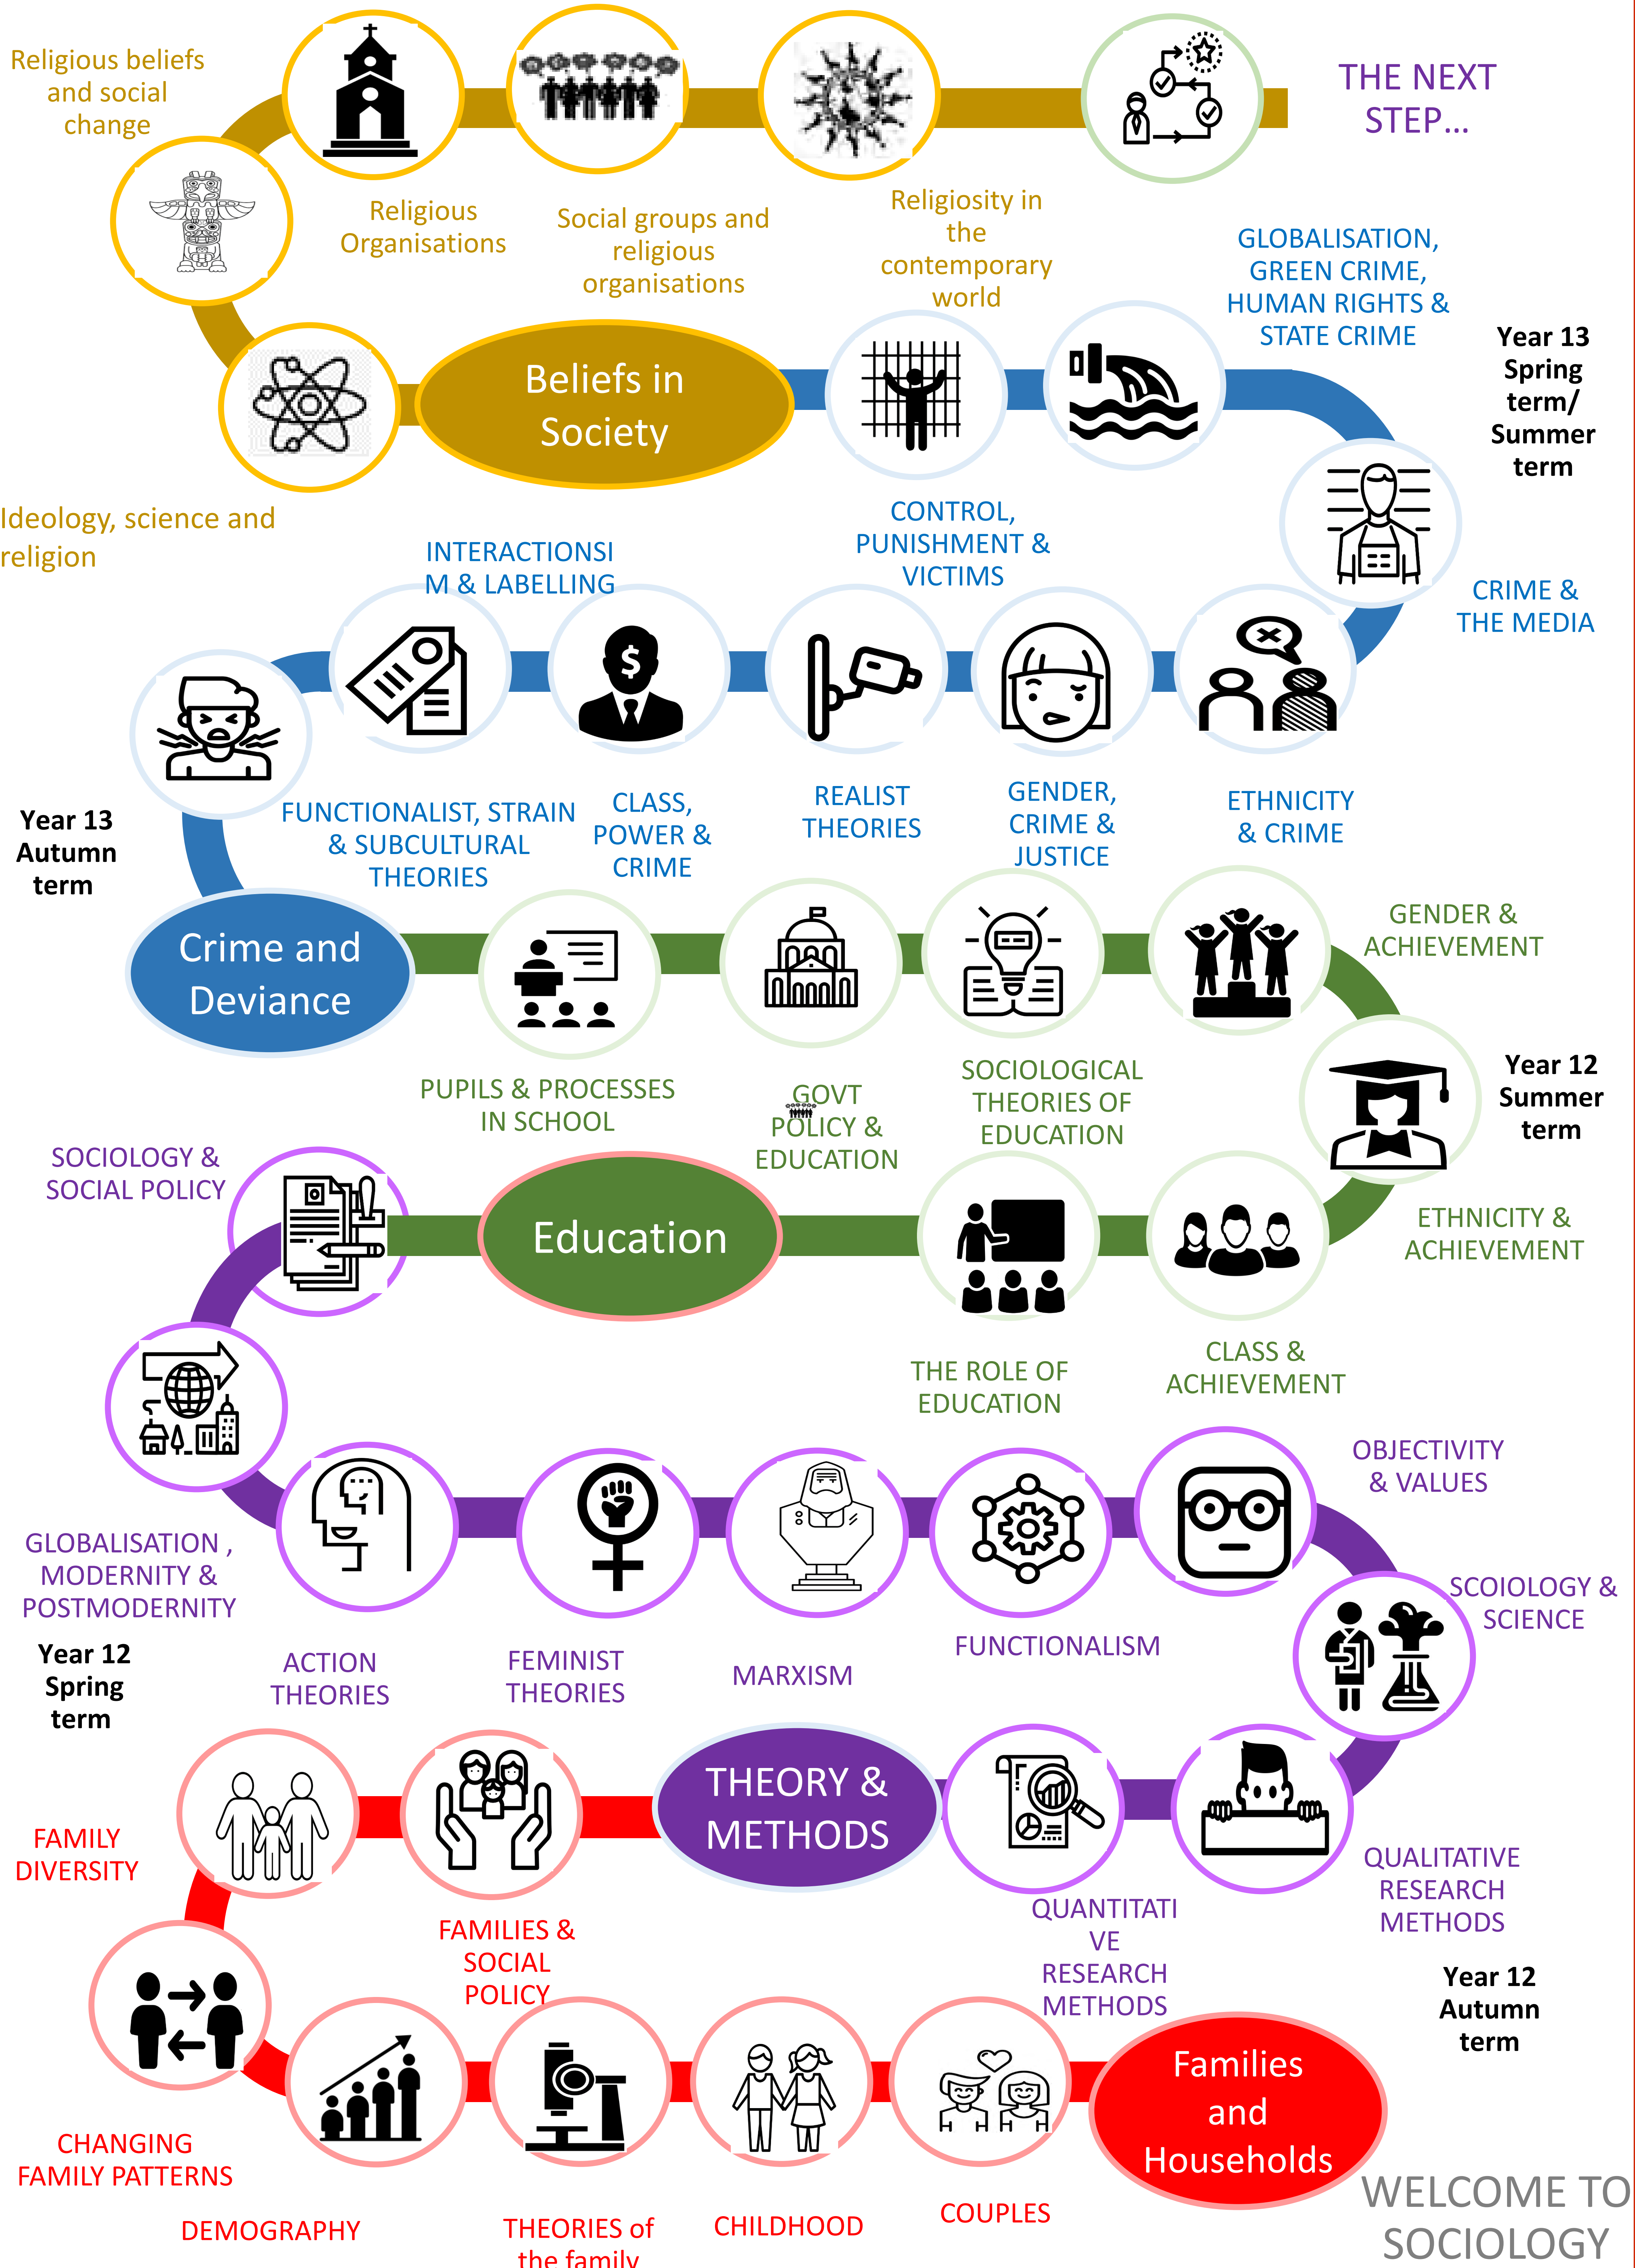 Religious beliefs
and social
change
THE NEXT
STEP...
Religious
Organisations
Social groups and
religious
organisations
Religiosity in
the
contemporary
world
GLOBALISATION,
GREEN CRIME,
HUMAN RIGHTS &
STATE CRIME
Year 13
Spring
term/
Summer
term
Beliefs in
Society
Ideology, science and
religion
INTERACTIONSI
M & LABELLING
CONTROL,
PUNISHMENT &
VICTIMS
CRIME &
THE MEDIA
$
Year 13
Autumn
term
FUNCTIONALIST, STRAIN
& SUBCULTURAL
THEORIES
CLASS,
POWER &
CRIME
REALIST
THEORIES
GENDER,
CRIME &
JUSTICE
ETHNICITY
& CRIME
Crime and
Deviance
GENDER &
ACHIEVEMENT
PUPILS & PROCESSES
IN SCHOOL
GOVT
POLICY &
EDUCATION
SOCIOLOGICAL
THEORIES OF
EDUCATION
Year 12
Summer
term
SOCIOLOGY &
SOCIAL POLICY
Education
ETHNICITY &
ACHIEVEMENT
THE ROLE OF
EDUCATION
CLASS &
ACHIEVEMENT
OBJECTIVITY
& VALUES
GLOBALISATION ,
MODERNITY &
POSTMODERNITY
SCOIOLOGY &
SCIENCE
Year 12
Spring
term
ACTION
THEORIES
FEMINIST
THEORIES
MARXISM
FUNCTIONALISM
THEORY &
METHODS
FAMILY
DIVERSITY
FAMILIES &
SOCIAL
POLICY
QUANTITATI
VE
RESEARCH
METHODS
QUALITATIVE
RESEARCH
METHODS
Year 12
Autumn
term
Families
and
Households
CHANGING
FAMILY PATTERNS
DEMOGRAPHY
THEORIES of
the family
CHILDHOOD
COUPLES
WELCOME TO
SOCIOLOGY